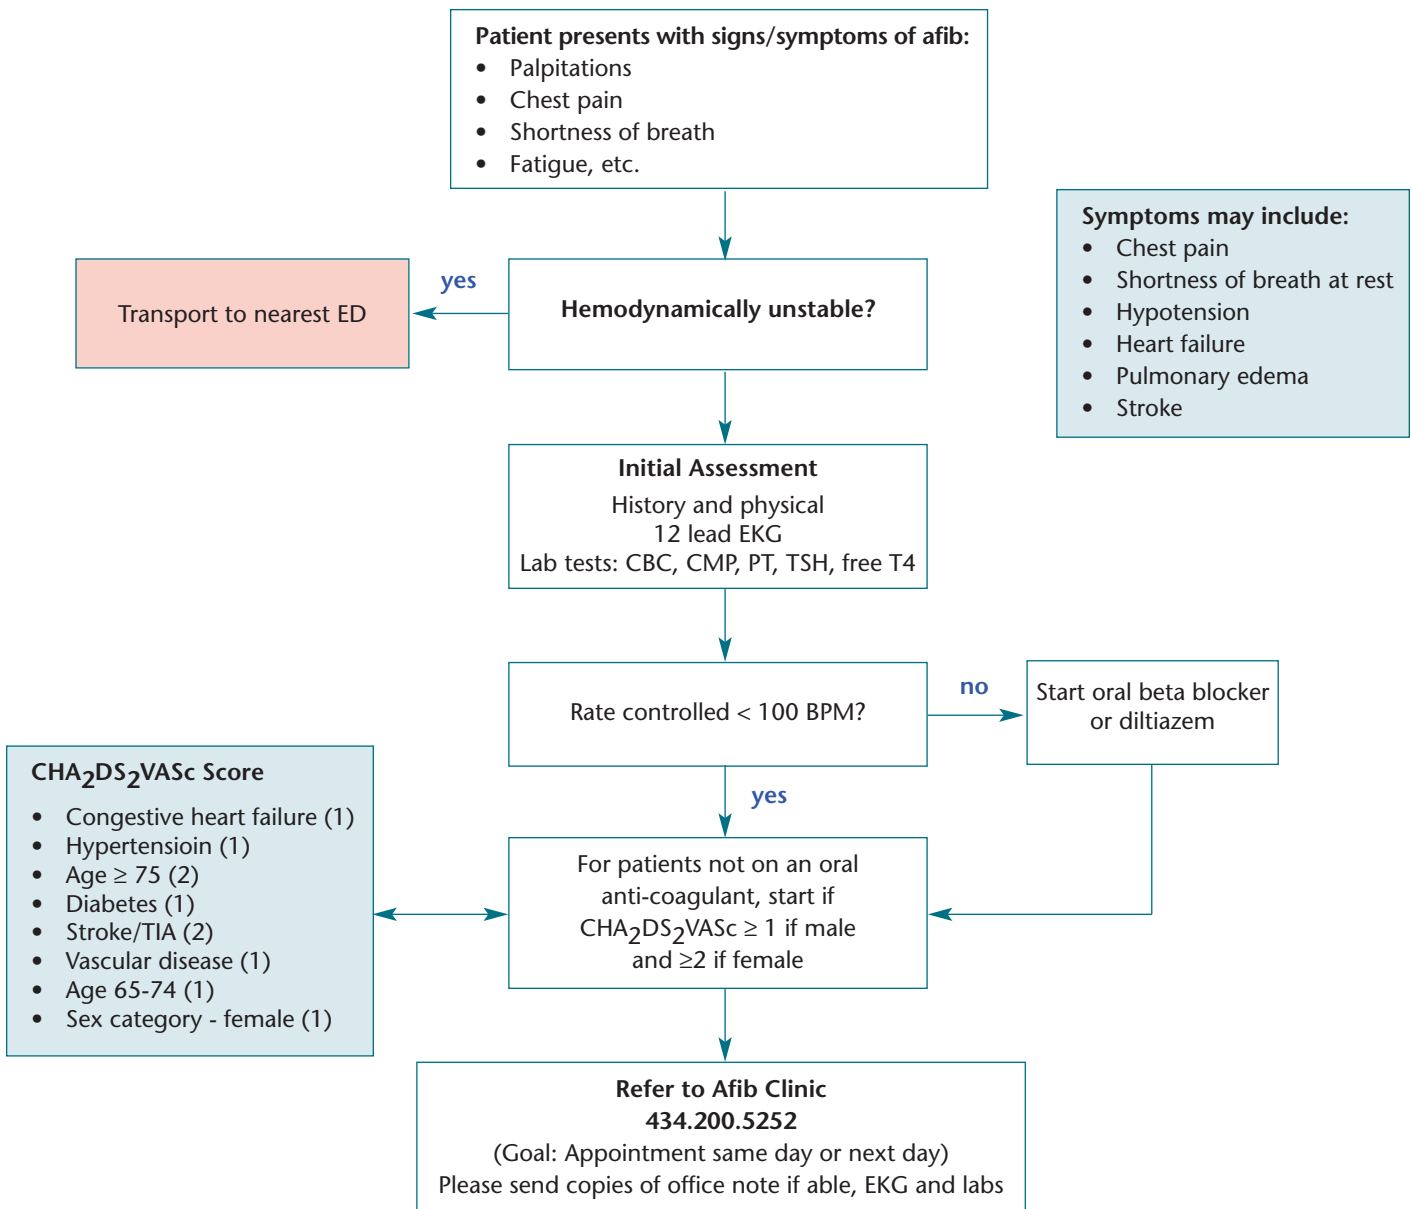 Patient presents with signs/symptoms of afib:
• Palpitations
• Chest pain
• Shortness of breath
• Fatigue, etc.
Symptoms may include:
• Chest pain
• Shortness of breath at rest
• Hypotension
• Heart failure
• Pulmonary edema
• Stroke
yes
Transport to nearest ED
Hemodynamically unstable?
Initial Assessment
History and physical
12 lead EKG
Lab tests: CBC, CMP, PT, TSH, free T4
Rate controlled < 100 BPM?
no
Start oral beta blocker
or diltiazem
yes
CHA2DS2VASc Score
• Congestive heart failure (1)
• Hypertensioin (1)
• Age ≥ 75 (2)
• Diabetes (1)
• Stroke/TIA (2)
• Vascular disease (1)
• Age 65-74 (1)
• Sex category - female (1)
For patients not on an oral
anti-coagulant, start if
CHA2DS2VASc ≥ 1 if male
and ≥2 if female
Refer to Afib Clinic
434.200.5252
(Goal: Appointment same day or next day)
Please send copies of office note if able, EKG and labs